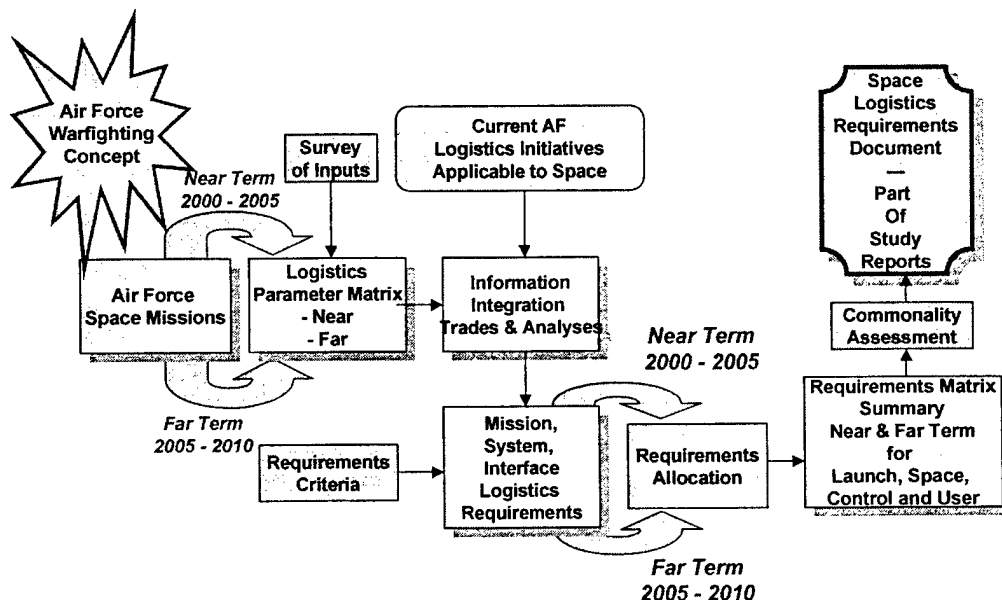 Air Force
Warfighting
Concept
Near Term
2000 - 2005
Survey
of Inputs
Current AF
Logistics Initiatives
Applicable to Space
Space
Logistics
Requirements
Document
—
Part
Of
Study
Reports
Air Force
Space Missions
Logistics
Parameter Matrix
- Near
- Far
Information
Integration
Trades & Analyses
Commonality
Assessment
Far Term
2005 - 2010
Near Term
2000 - 2005
Requirements
Criteria
Mission,
System,
Interface
Logistics
Requirements
Requirements
Allocation
Requirements Matrix
Summary
Near & Far Term
for
Launch, Space,
Control and User
Far Term
2005 - 2010